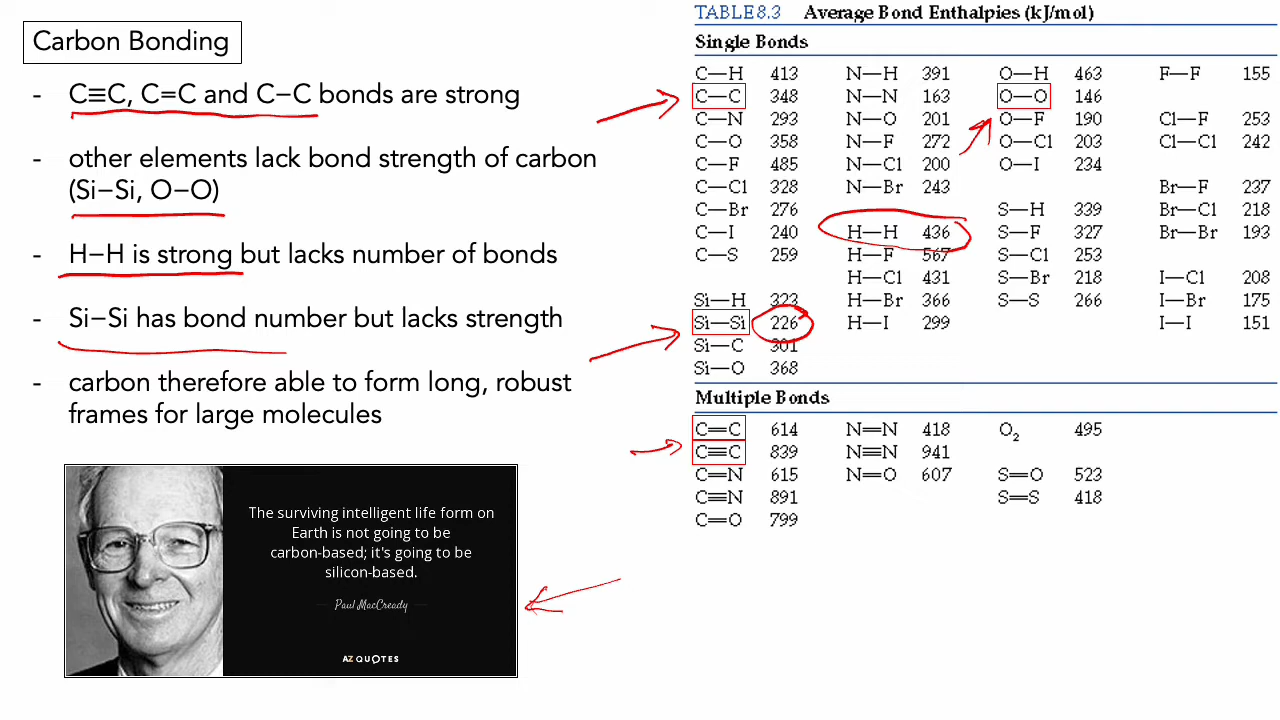 Carbon Bonding
- C≡C, C=C and C−C bonds are strong
- other elements lack bond strength of carbon
(Si−Si, O−O)
- H−H is strong but lacks number of bonds
- Si−Si has bond number but lacks strength
- carbon therefore able to form long, robust
frames for large molecules
The surviving intelligent life form on
Earth is not going to be
carbon-based; it's going to be
silicon-based.
Paul MacCready
AZ QUOTES
TABLE 8.3 Average Bond Enthalpies (kJ/mol)
Single Bonds
C—H 413 N—H 391 O—H 463 F—F 155
C—C 348 N—N 163 O—O 146
C—N 293 N—O 201 O—F 190 Cl—F 253
C—O 358 N—F 272 O—Cl 203 Cl—Cl 242
C—F 485 N—Cl 200 O—I 234
C—Cl 328 N—Br 243 Br—F 237
C—Br 276 S—H 339 Br—Cl 218
C—I 240 H—H 436 S—F 327 Br—Br 193
C—S 259 H—F 567 S—Cl 253
H—Cl 431 S—Br 218 I—Cl 208
Si—H 323 H—Br 366 S—S 266 I—Br 175
Si—Si 226 H—I 299 I—I 151
Si—C 301
Si—O 368
Multiple Bonds
C=C 614 N=N 418 O₂ 495
C≡C 839 N≡N 941
C=N 615 N=O 607 S=O 523
C≡N 891 S=S 418
C=O 799